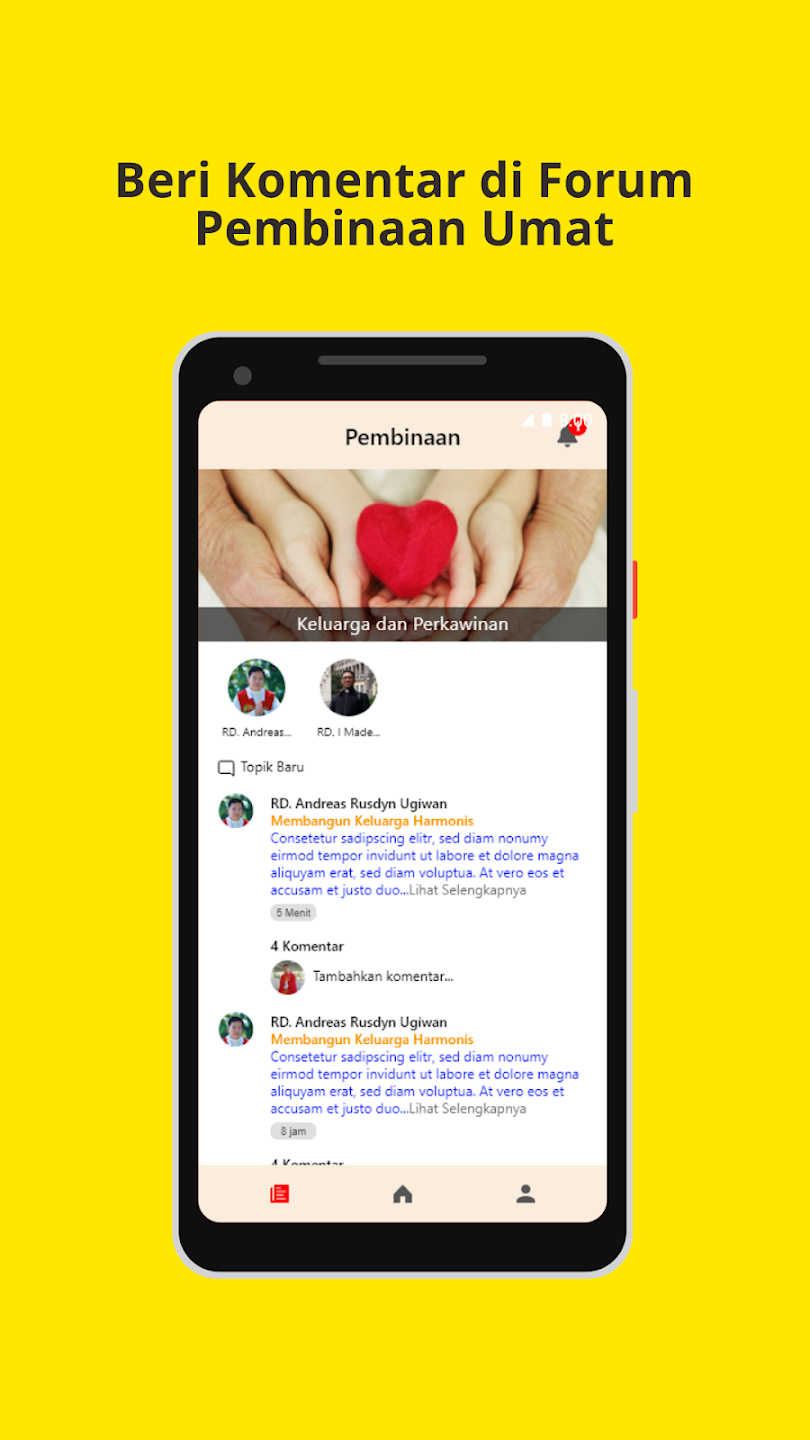 Beri Komentar di Forum
Pembinaan Umat
8:00
Pembinaan
Keluarga dan Perkawinan
RD. Andreas...
RD. I Made...
Topik Baru
RD. Andreas Rusdyn Ugiwan
Membangun Keluarga Harmonis
Consetetur sadipscing elitr, sed diam nonumy
eirmod tempor invidunt ut labore et dolore magna
aliquyam erat, sed diam voluptua. At vero eos et
accusam et justo duo...Lihat Selengkapnya
5 Menit
4 Komentar
Tambahkan komentar...
RD. Andreas Rusdyn Ugiwan
Membangun Keluarga Harmonis
Consetetur sadipscing elitr, sed diam nonumy
eirmod tempor invidunt ut labore et dolore magna
aliquyam erat, sed diam voluptua. At vero eos et
accusam et justo duo...Lihat Selengkapnya
8 jam
4 Komentar